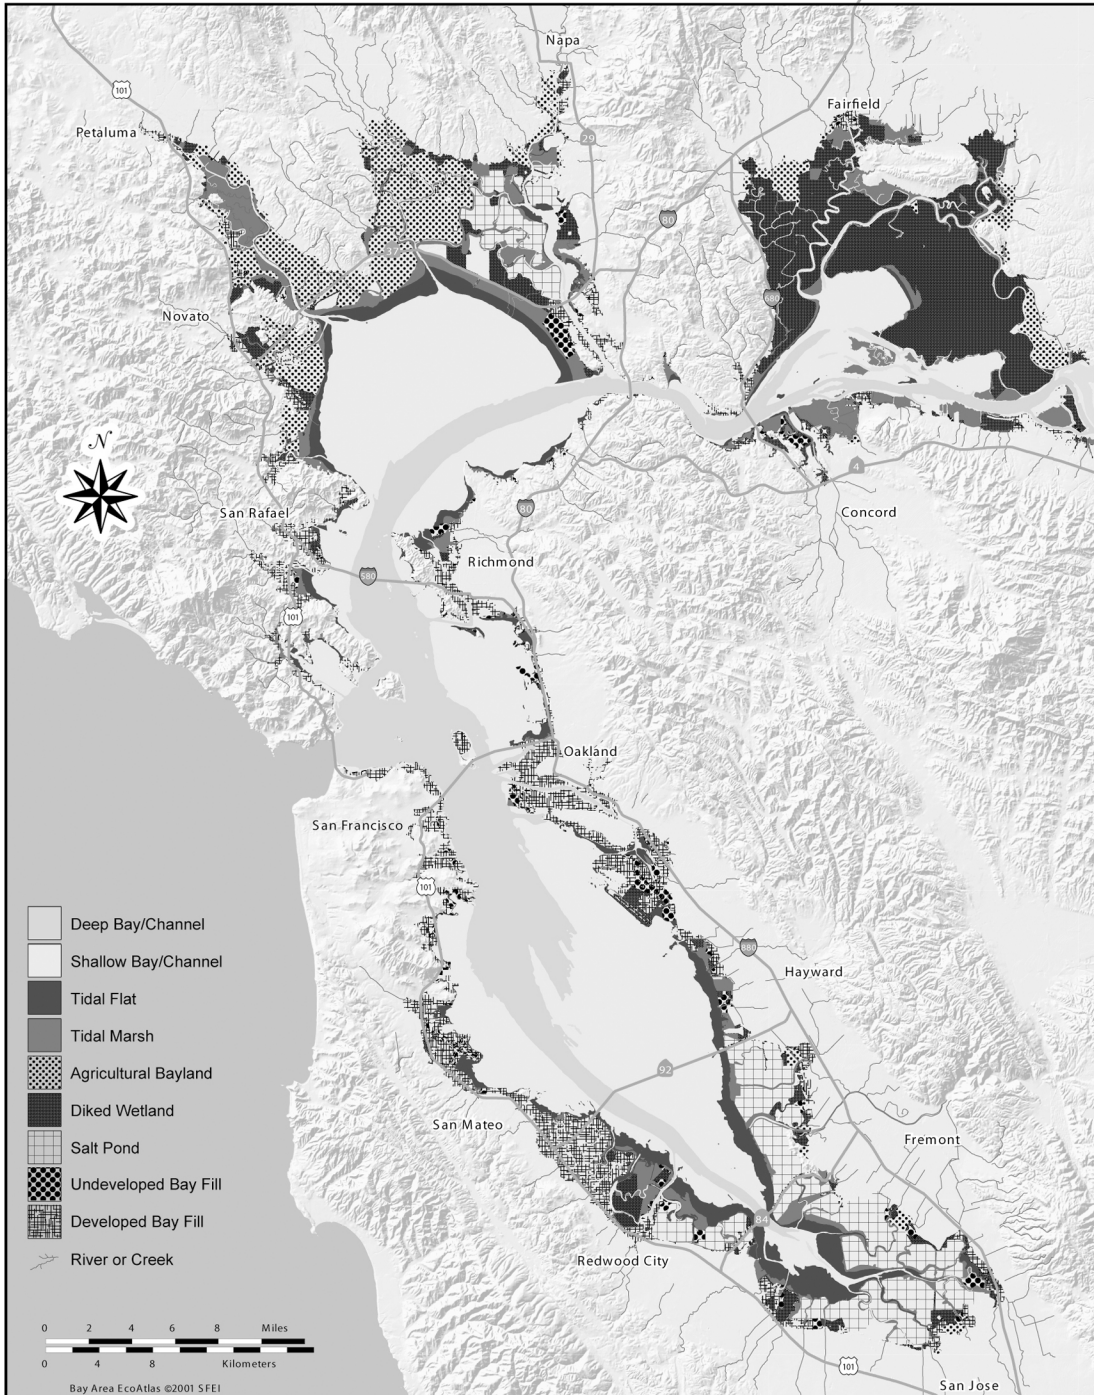 Napa
101
Petaluma
Fairfield
29
80
680
Novato
N
4
San Rafael
80
Concord
Richmond
580
101
Oakland
San Francisco
101
880
Hayward
92
San Mateo
Fremont
84
Redwood City
101
San Jose
Deep Bay/Channel
Shallow Bay/Channel
Tidal Flat
Tidal Marsh
Agricultural Bayland
Diked Wetland
Salt Pond
Undeveloped Bay Fill
Developed Bay Fill
River or Creek
0 2 4 6 8 Miles
0 4 8 Kilometers
Bay Area EcoAtlas ©2001 SFEI